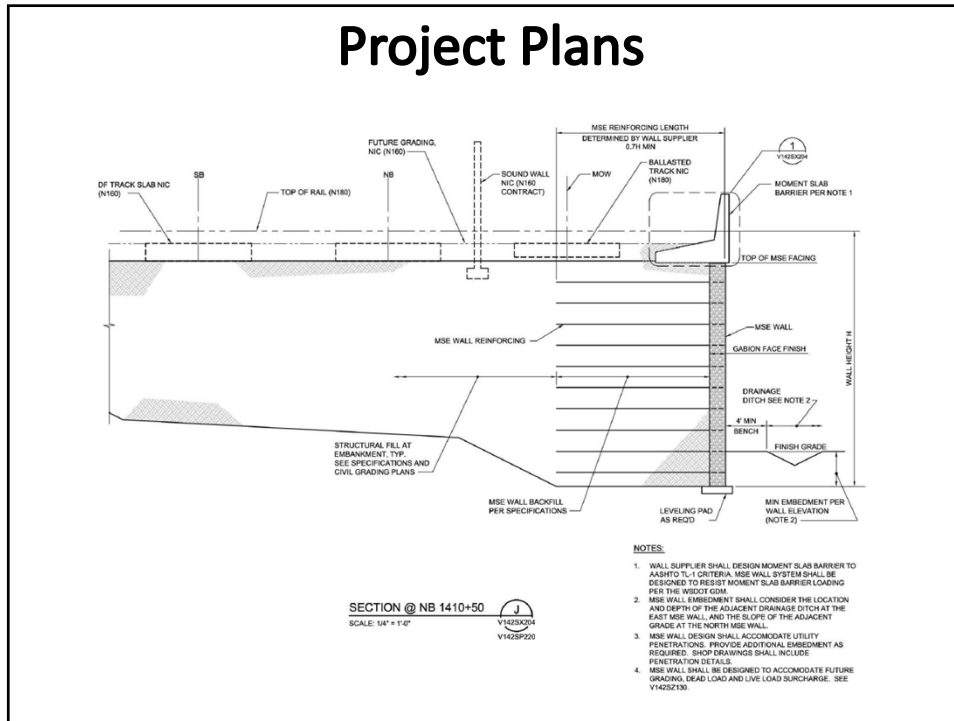 Project Plans
MSE REINFORCING LENGTH
DETERMINED BY WALL SUPPLIER
0.7H MIN
FUTURE GRADING,
NIC (N160)
1
V142SX204
DF TRACK SLAB NIC
(N160)
SB
TOP OF RAIL (N180)
NB
SOUND WALL
NIC (N160
CONTRACT)
MOW
BALLASTED
TRACK NIC
(N180)
MOMENT SLAB
BARRIER PER NOTE 1
TOP OF MSE FACING
MSE WALL REINFORCING
MSE WALL
GABION FACE FINISH
WALL HEIGHT H
DRAINAGE
DITCH SEE NOTE 2
4' MIN
BENCH
FINISH GRADE
STRUCTURAL FILL AT
EMBANKMENT, TYP.
SEE SPECIFICATIONS AND
CIVIL GRADING PLANS
MSE WALL BACKFILL
PER SPECIFICATIONS
LEVELING PAD
AS REQ'D
MIN EMBEDMENT PER
WALL ELEVATION
(NOTE 2)
SECTION @ NB 1410+50
SCALE: 1/4" = 1'-0"
J
V142SX204
V142SP220
NOTES:
1. WALL SUPPLIER SHALL DESIGN MOMENT SLAB BARRIER TO
AASHTO TL-1 CRITERIA. MSE WALL SYSTEM SHALL BE
DESIGNED TO RESIST MOMENT SLAB BARRIER LOADING
PER THE WSDOT GDM.
2. MSE WALL EMBEDMENT SHALL CONSIDER THE LOCATION
AND DEPTH OF THE ADJACENT DRAINAGE DITCH AT THE
EAST MSE WALL, AND THE SLOPE OF THE ADJACENT
GRADE AT THE NORTH MSE WALL.
3. MSE WALL DESIGN SHALL ACCOMODATE UTILITY
PENETRATIONS. PROVIDE ADDITIONAL EMBEDMENT AS
REQUIRED. SHOP DRAWINGS SHALL INCLUDE
PENETRATION DETAILS.
4. MSE WALL SHALL BE DESIGNED TO ACCOMODATE FUTURE
GRADING, DEAD LOAD AND LIVE LOAD SURCHARGE. SEE
V142SZ130.